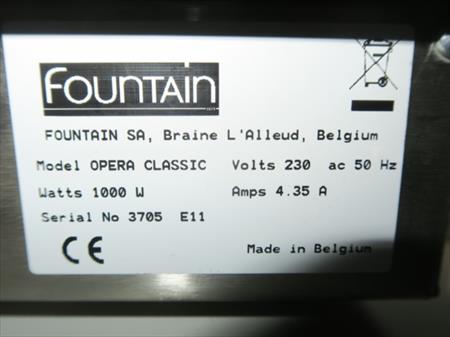 FOUNTAIN
FOUNTAIN SA, Braine L'Alleud, Belgium
Model OPERA CLASSIC Volts 230 ac 50 Hz
Watts 1000 W Amps 4.35 A
Serial No 3705 E11
CE Made in Belgium